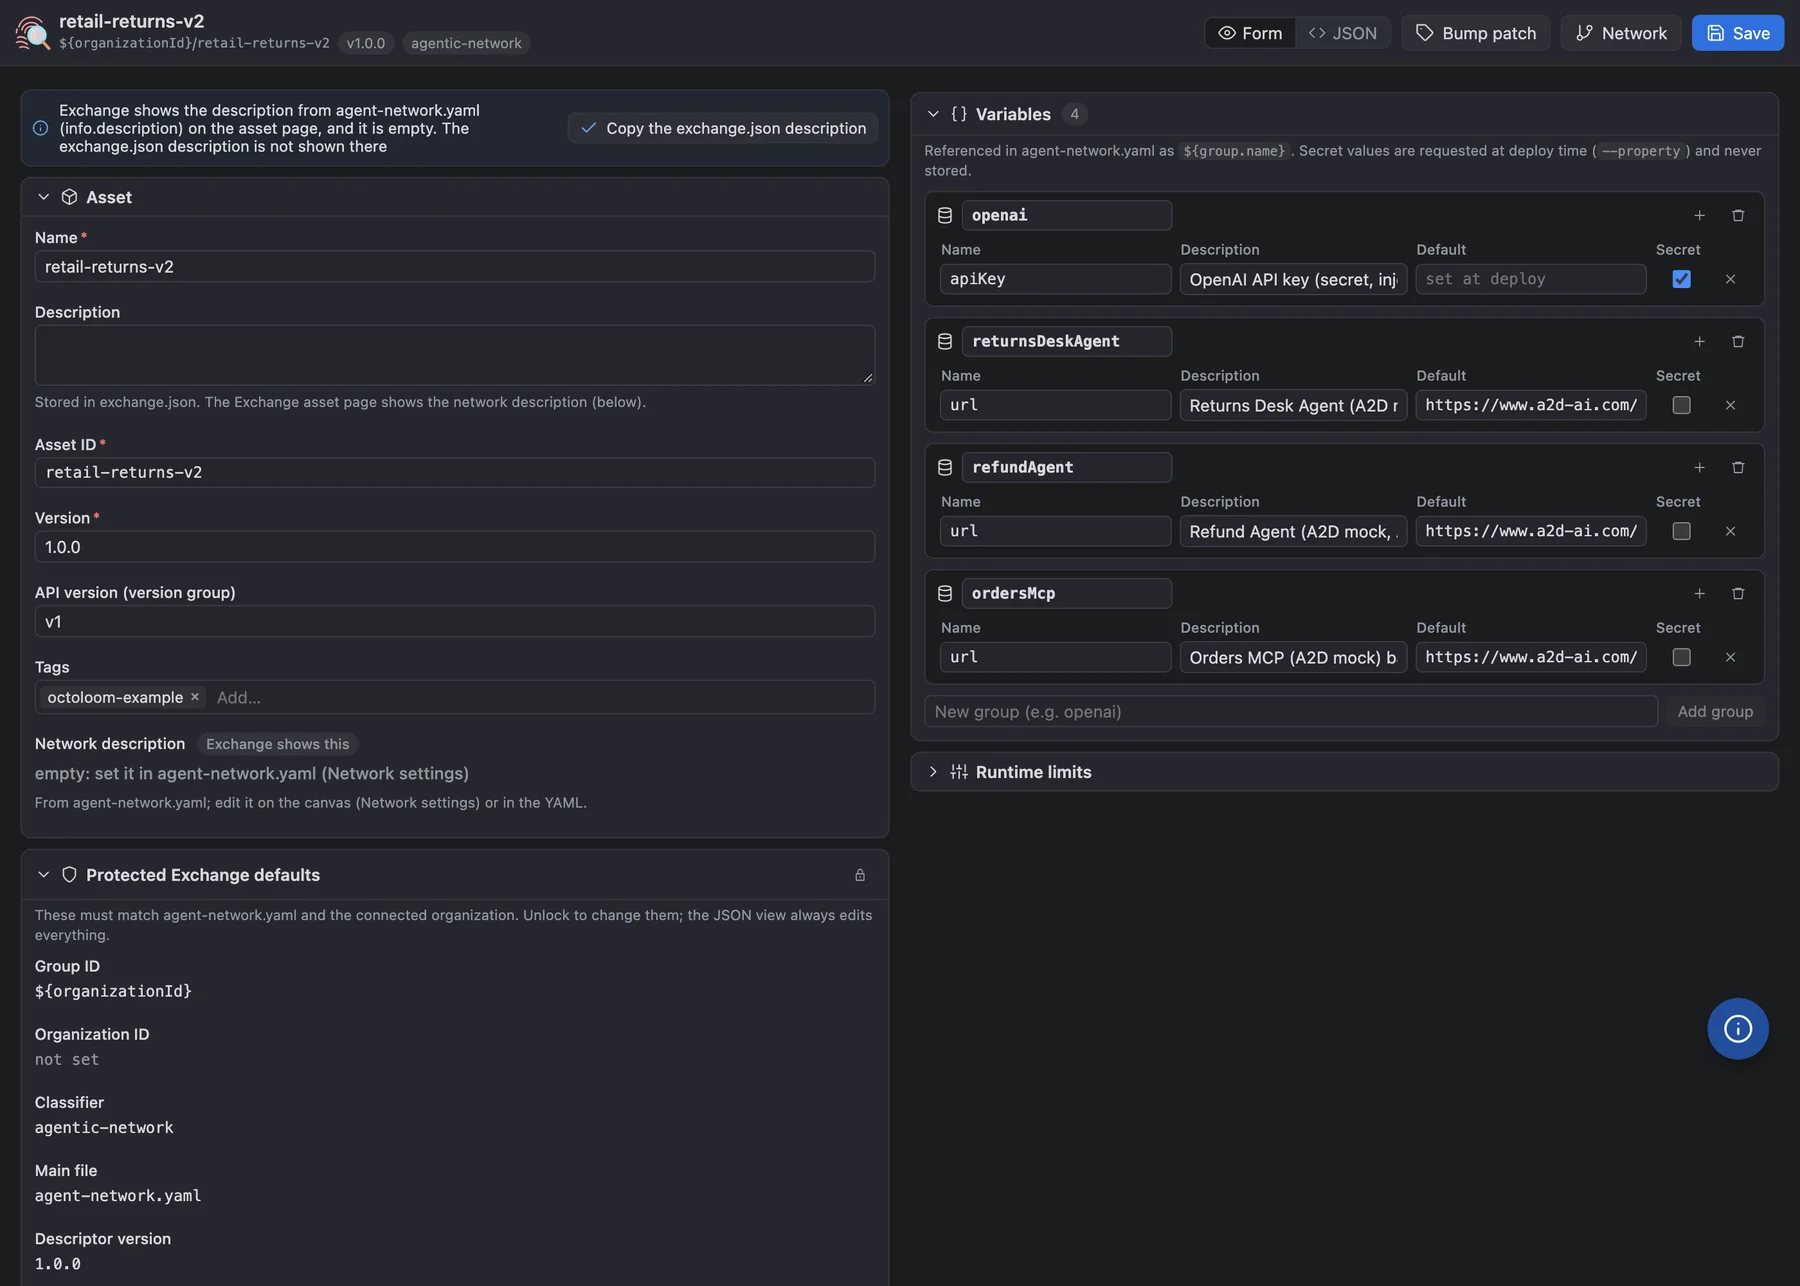 retail-returns-v2
${organizationId}/retail-returns-v2 v1.0.0 agentic-network
Form
JSON
Bump patch
Network
Save
Exchange shows the description from agent-network.yaml
(info.description) on the asset page, and it is empty. The
exchange.json description is not shown there
Copy the exchange.json description
Asset
Name *
retail-returns-v2
Description
Stored in exchange.json. The Exchange asset page shows the network description (below).
Asset ID *
retail-returns-v2
Version *
1.0.0
API version (version group)
v1
Tags
octoloom-example × Add...
Network description Exchange shows this
empty: set it in agent-network.yaml (Network settings)
From agent-network.yaml; edit it on the canvas (Network settings) or in the YAML.
Protected Exchange defaults
These must match agent-network.yaml and the connected organization. Unlock to change them; the JSON view always edits
everything.
Group ID
${organizationId}
Organization ID
not set
Classifier
agentic-network
Main file
agent-network.yaml
Descriptor version
1.0.0
{} Variables 4
Referenced in agent-network.yaml as ${group.name} . Secret values are requested at deploy time ( --property ) and never
stored.
openai
Name Description Default Secret
apiKey OpenAI API key (secret, inj set at deploy
returnsDeskAgent
Name Description Default Secret
url Returns Desk Agent (A2D r https://www.a2d-ai.com/
refundAgent
Name Description Default Secret
url Refund Agent (A2D mock, https://www.a2d-ai.com/
ordersMcp
Name Description Default Secret
url Orders MCP (A2D mock) b https://www.a2d-ai.com/
New group (e.g. openai) Add group
Runtime limits